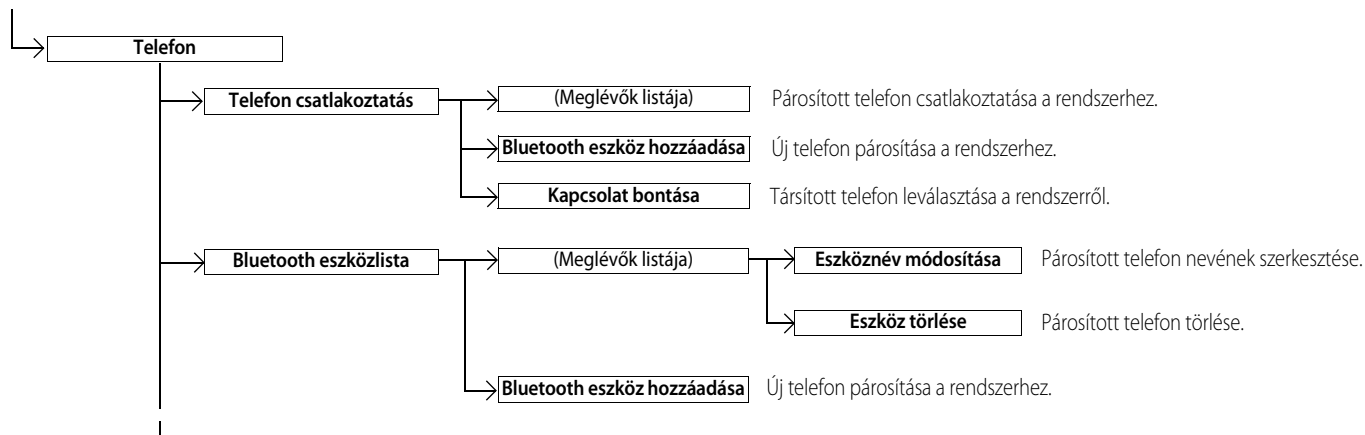 Telefon
Telefon csatlakoztatás
(Meglévők listája)
Párosított telefon csatlakoztatása a rendszerhez.
Bluetooth eszköz hozzáadása
Új telefon párosítása a rendszerhez.
Kapcsolat bontása
Társított telefon leválasztása a rendszerről.
Bluetooth eszközlista
(Meglévők listája)
Eszköznév módosítása
Párosított telefon nevének szerkesztése.
Eszköz törlése
Párosított telefon törlése.
Bluetooth eszköz hozzáadása
Új telefon párosítása a rendszerhez.